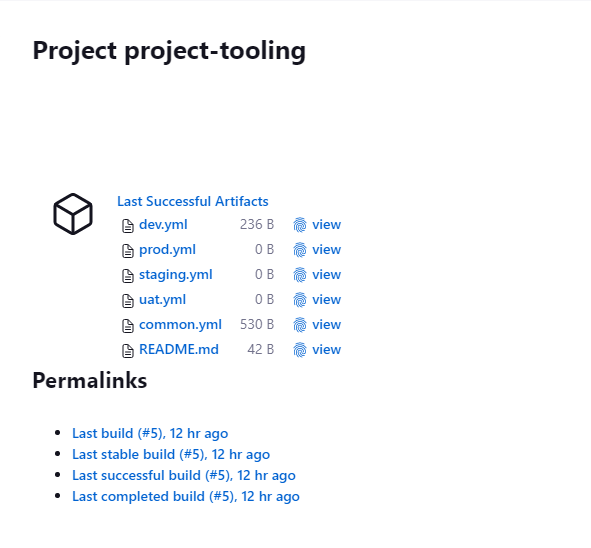 Project project-tooling
Last Successful Artifacts
dev.yml 236 B view
prod.yml 0 B view
staging.yml 0 B view
uat.yml 0 B view
common.yml 530 B view
README.md 42 B view
Permalinks
Last build (#5), 12 hr ago
Last stable build (#5), 12 hr ago
Last successful build (#5), 12 hr ago
Last completed build (#5), 12 hr ago